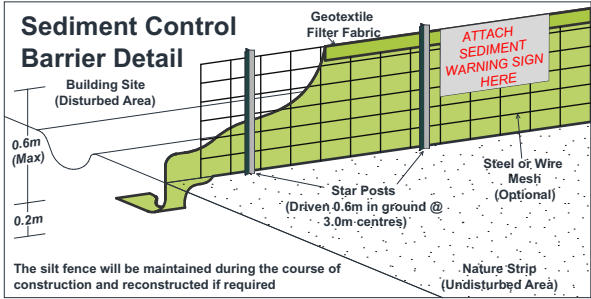 Sediment Control
Barrier Detail
Geotextile
Filter Fabric
ATTACH
SEDIMENT
WARNING SIGN
HERE
Building Site
(Disturbed Area)
0.6m
(Max)
0.2m
Star Posts
(Driven 0.6m in ground @
3.0m centres)
Steel or Wire
Mesh
(Optional)
The silt fence will be maintained during the course of
construction and reconstructed if required
Nature Strip
(Undisturbed Area)